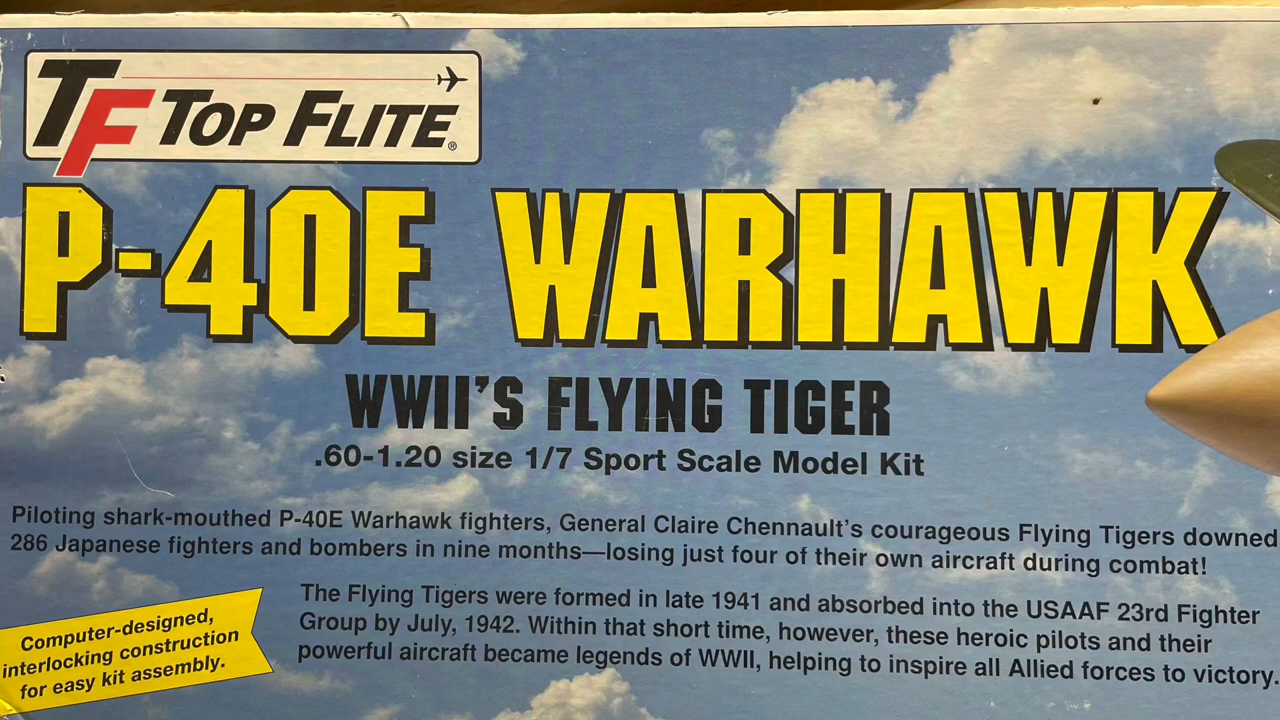 TF TOP FLITE®
P-40E WARHAWK
WWII'S FLYING TIGER
.60-1.20 size 1/7 Sport Scale Model Kit
Piloting shark-mouthed P-40E Warhawk fighters, General Claire Chennault's courageous Flying Tigers downed
286 Japanese fighters and bombers in nine months—losing just four of their own aircraft during combat!
The Flying Tigers were formed in late 1941 and absorbed into the USAAF 23rd Fighter
Group by July, 1942. Within that short time, however, these heroic pilots and their
powerful aircraft became legends of WWII, helping to inspire all Allied forces to victory.
Computer-designed,
interlocking construction
for easy kit assembly.